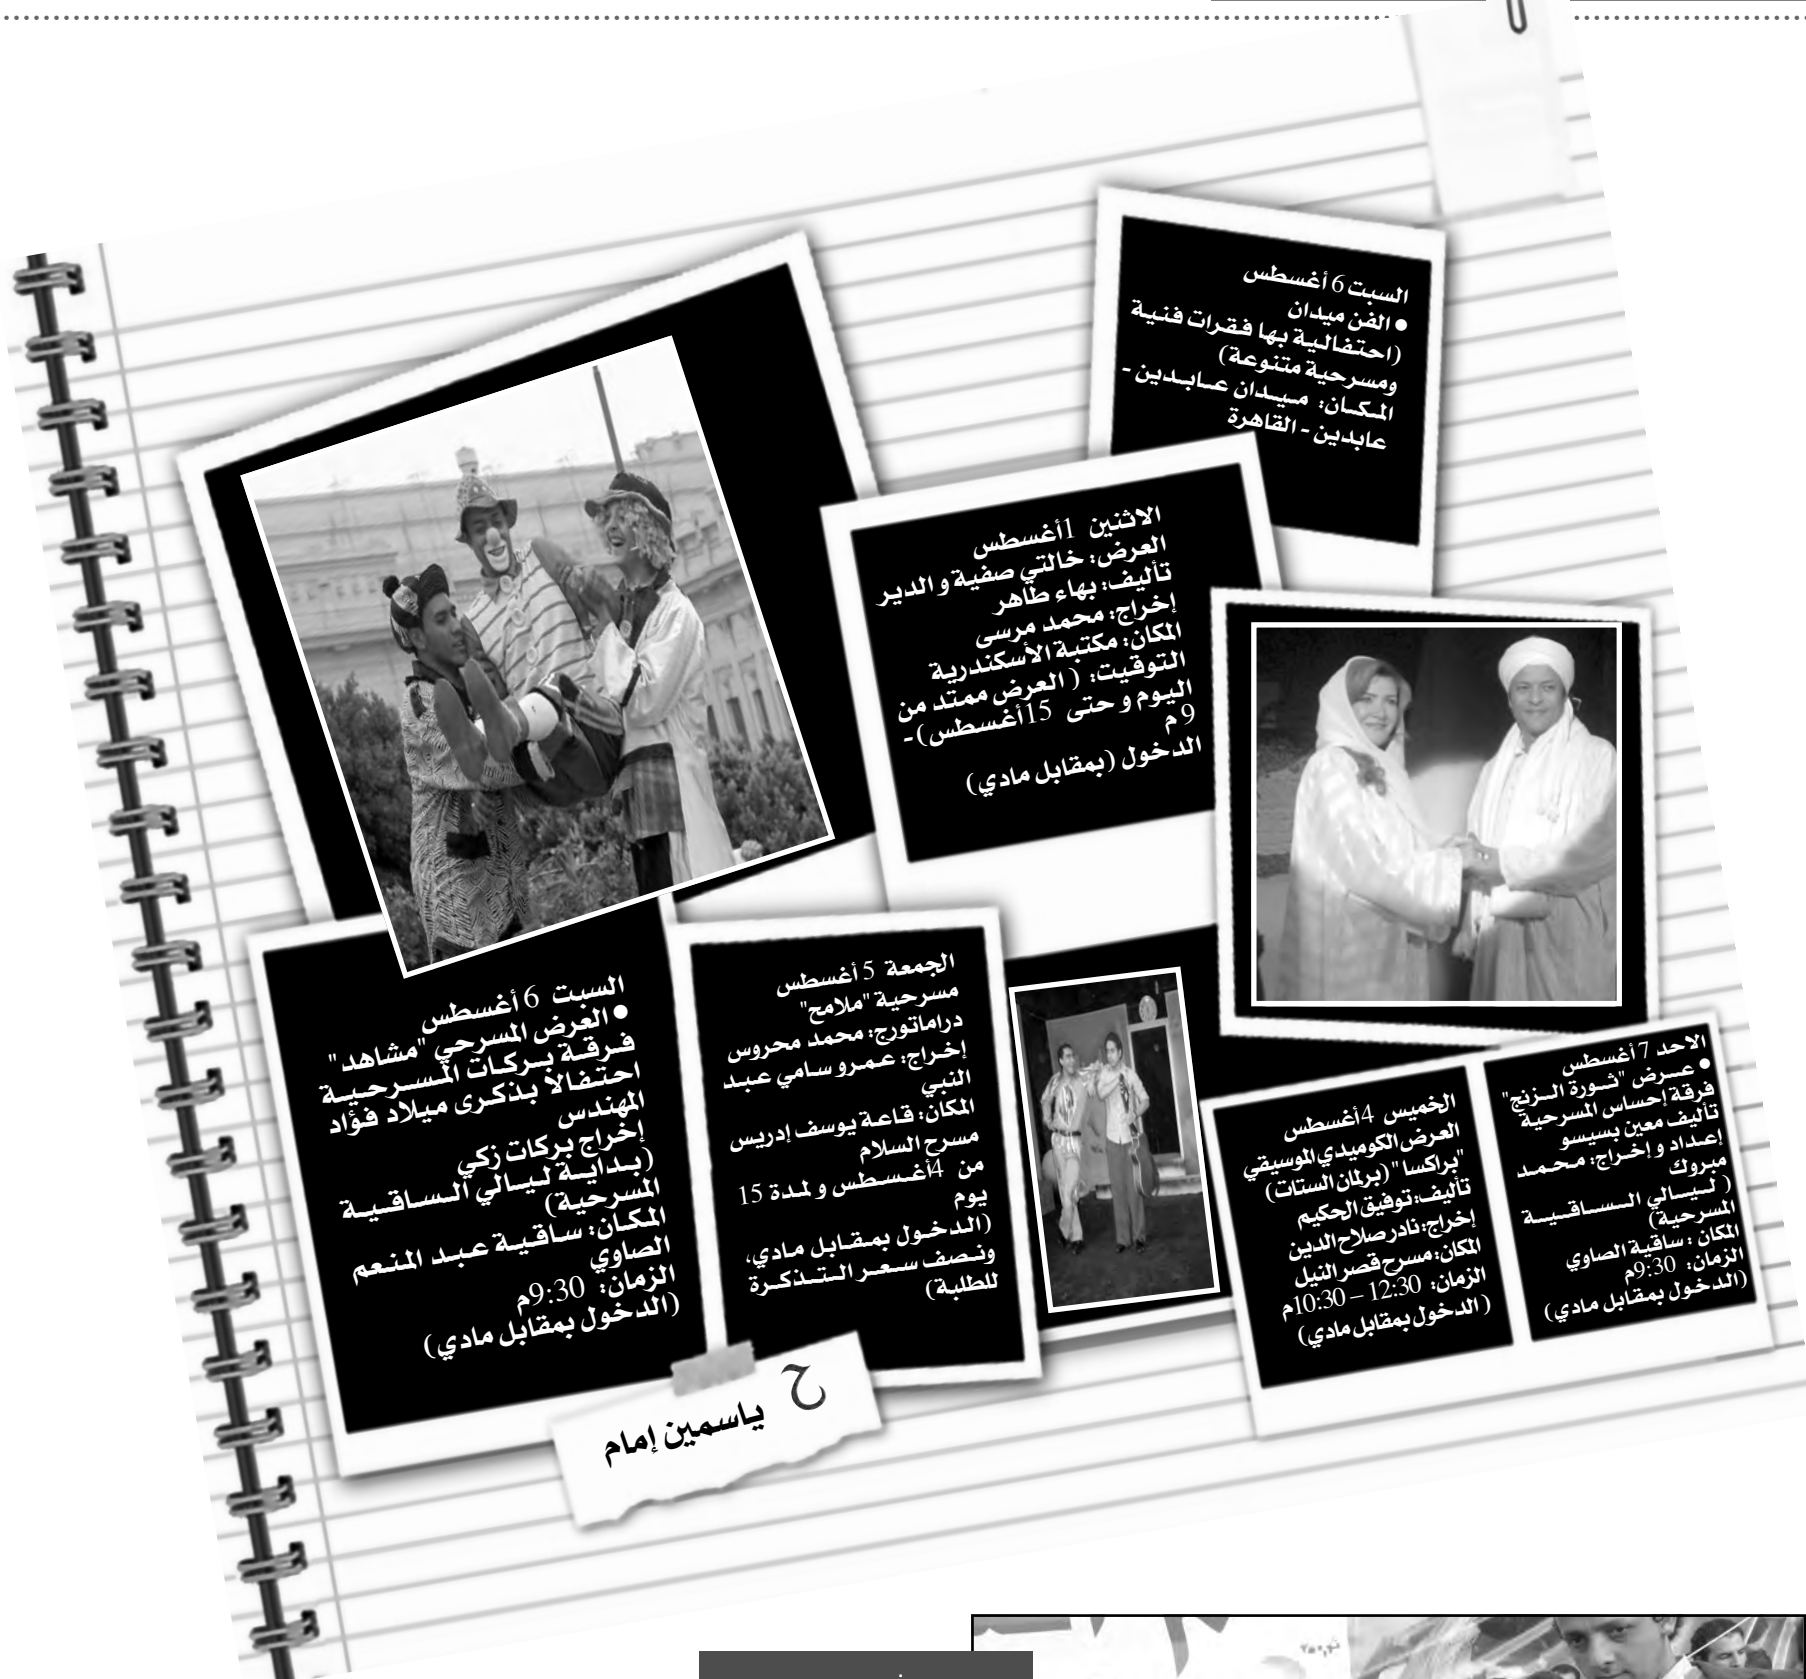 السبت 6 أغسطس
• الفن ميدان
(احتفالية بها فقرات فنية
ومسرحية متنوعة)
المكان: ميدان عابدين -
عابدين - القاهرة
الاثنين 1أغسطس
العرض: خالتي صفية و الدير
تأليف: بهاء طاهر
إخراج: محمد مرسى
المكان: مكتبة الأسكندرية
التوقيت: ( العرض ممتد من
اليوم و حتى 15أغسطس) -
9 م
الدخول (بمقابل مادي)
الاحد 7 أغسطس
• عرض "ثورة الزنج"
فرقة إحساس المسرحية
تأليف معين بسيسو
إعداد و إخراج: محمد
مبروك
( ليالي الساقية
المسرحية)
المكان : ساقية الصاوي
الزمان: 9:30م
(الدخول بمقابل مادي)
الخميس 4أغسطس
العرض الكوميدي الموسيقي
"براكسا" (برلمان الستات)
تأليف: توفيق الحكيم
إخراج: نادر صلاح الدين
المكان: مسرح قصر النيل
الزمان: 12:30 – 10:30م
( الدخول بمقابل مادي)
الجمعة 5 أغسطس
مسرحية "ملامح"
دراماتورج: محمد محروس
إخراج: عمرو سامي عبد
النبي
المكان: قاعة يوسف إدريس
مسرح السلام
من 4أغسطس و لمدة 15
يوم
(الدخول بمقابل مادي،
ونصف سعر التذكرة
للطلبة)
السبت 6 أغسطس
• العرض المسرحي "مشاهد"
فرقة بركات المسرحية
احتفالا بذكرى ميلاد فؤاد
المهندس
إخراج بركات زكي
(بداية ليالي الساقية
المسرحية)
المكان: ساقية عبد المنعم
الصاوي
الزمان: 9:30م
(الدخول بمقابل مادي)
ح ياسمين إمام